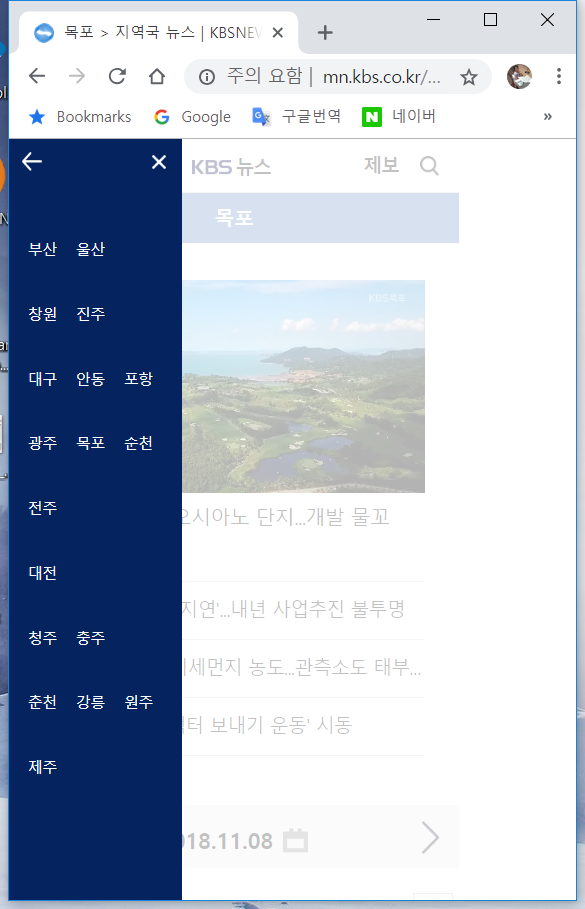 목포 > 지역국 뉴스 | KBSNEW
주의 요함 | mn.kbs.co.kr/...
Bookmarks Google 구글번역 네이버 »
KBS 뉴스 제보
목포
부산 울산
KBS목포
창원 진주
대구 안동 포항
광주 목포 순천
전주
오시아노 단지...개발 물꼬
대전
지연'...내년 사업추진 불투명
청주 충주
세먼지 농도...관측소도 태부...
춘천 강릉 원주
터 보내기 운동' 시동
제주
018.11.08